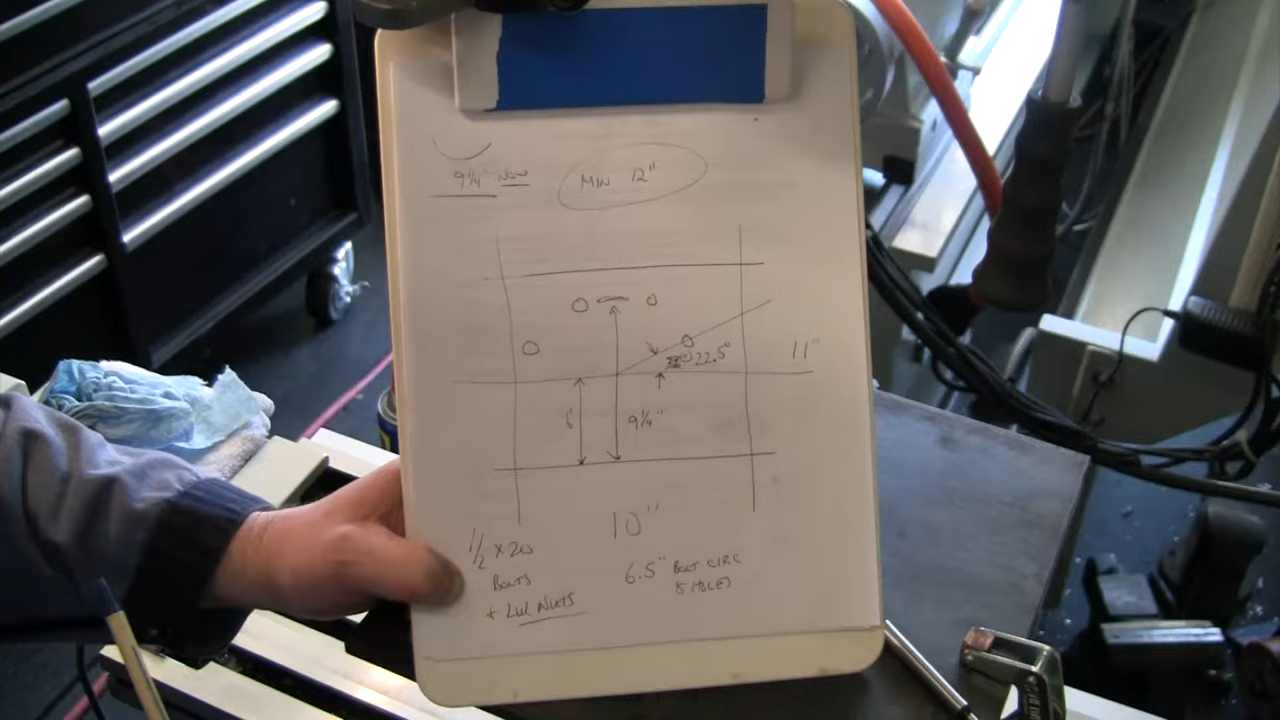 9¼" Now
MIN 12"
22.5°
11"
6
9¼"
10"
1/2 x 20
BOLTS
+ LUG NUTS
6.5" BOLT CIRC
8 HOLES